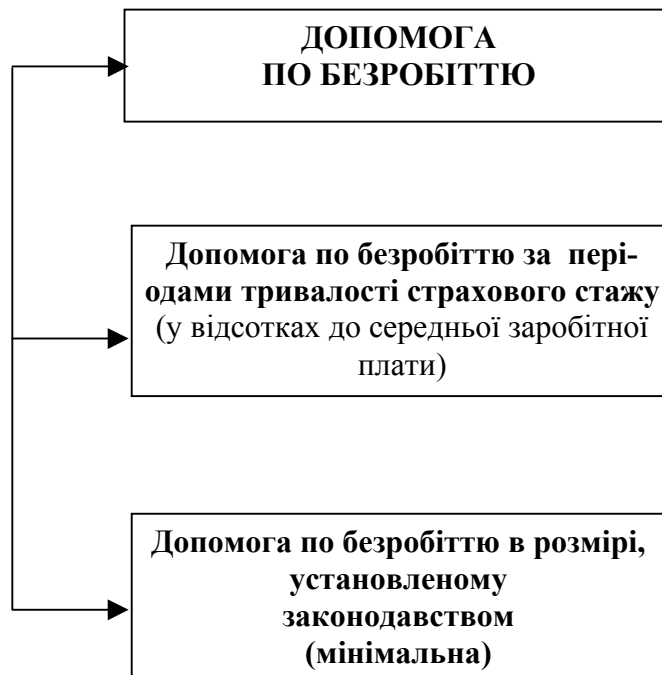 ДОПОМОГА
ПО БЕЗРОБІТТЮ
Допомога по безробіттю за пері-
одами тривалості страхового стажу
(у відсотках до середньої заробітної
плати)
Допомога по безробіттю в розмірі,
установленому
законодавством
(мінімальна)